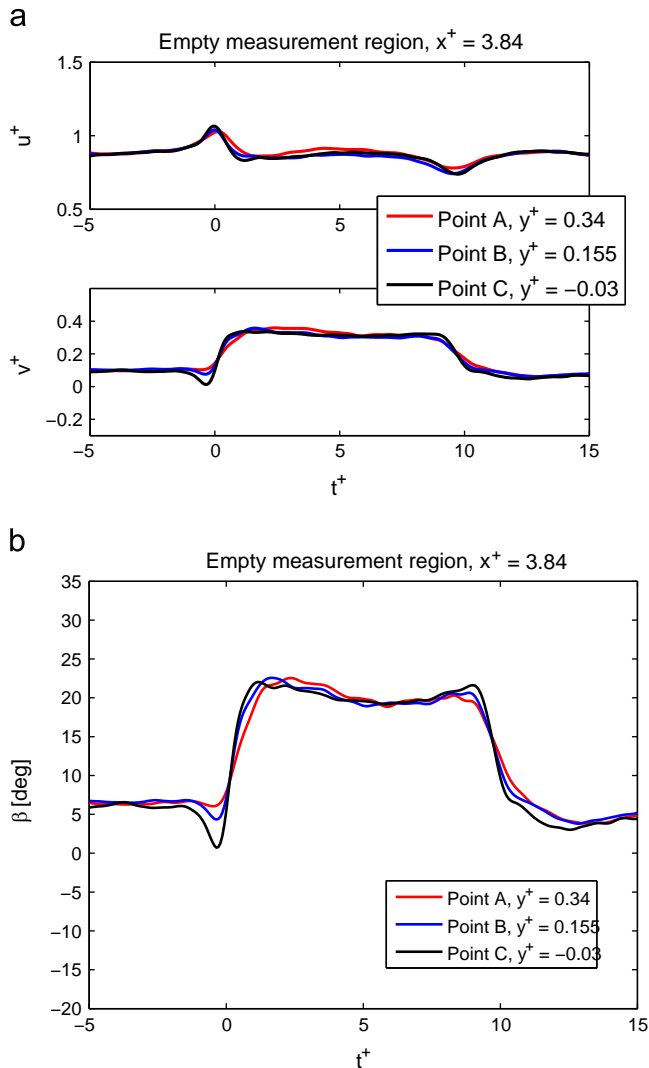 a
Empty measurement region, x+ = 3.84
1.5
1
0.5
u+
−5
0
5
Point A, y+ = 0.34
Point B, y+ = 0.155
Point C, y+ = −0.03
0.4
0.2
0
−0.2
v+
−5
0
5
10
15
t+
b
Empty measurement region, x+ = 3.84
35
30
25
20
15
10
5
0
−5
−10
−15
−20
β [deg]
Point A, y+ = 0.34
Point B, y+ = 0.155
Point C, y+ = −0.03
−5
0
5
10
15
t+